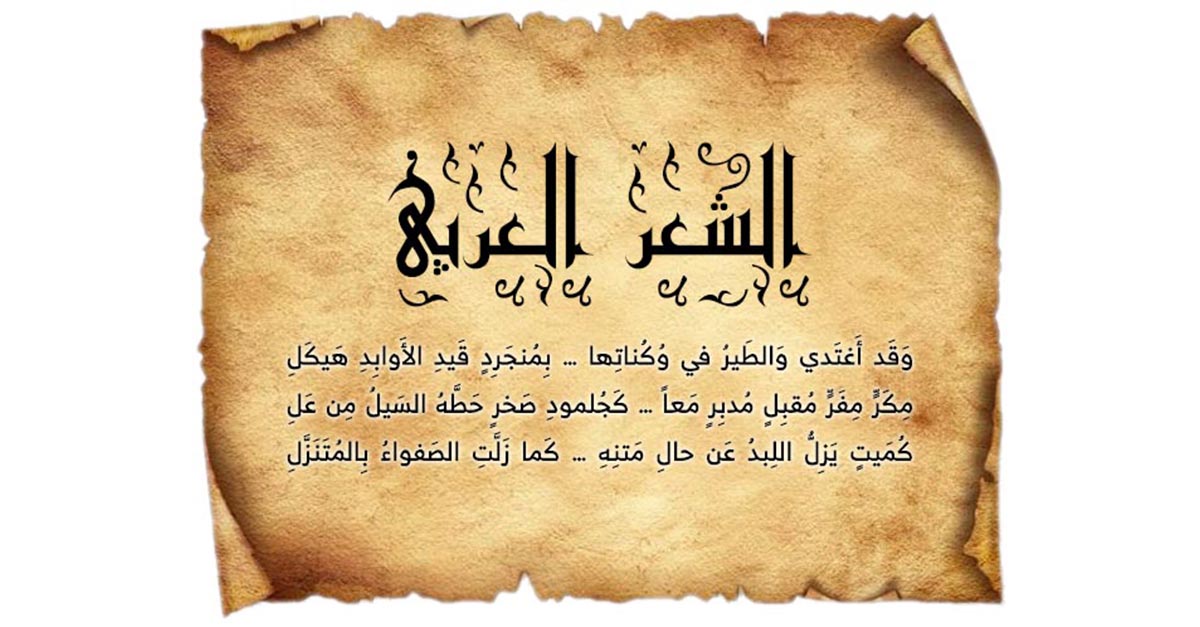 الشعر العربي
وَقَد أَغتَدي وَالطَيرُ في وُكُناتِها ... بِمُنجَرِدٍ قَيدِ الأَوابِدِ هَيكَلِ
مِكَرٍّ مِفَرٍّ مُقبِلٍ مُدبِرٍ مَعاً ... كَجُلمودِ صَخرٍ حَطَّهُ السَيلُ مِن عَلِ
كُمَيتٍ يَزِلُّ اللِبدُ عَن حالِ مَتنِهِ ... كَما زَلَّتِ الصَفواءُ بِالمُتَنَزَّلِ